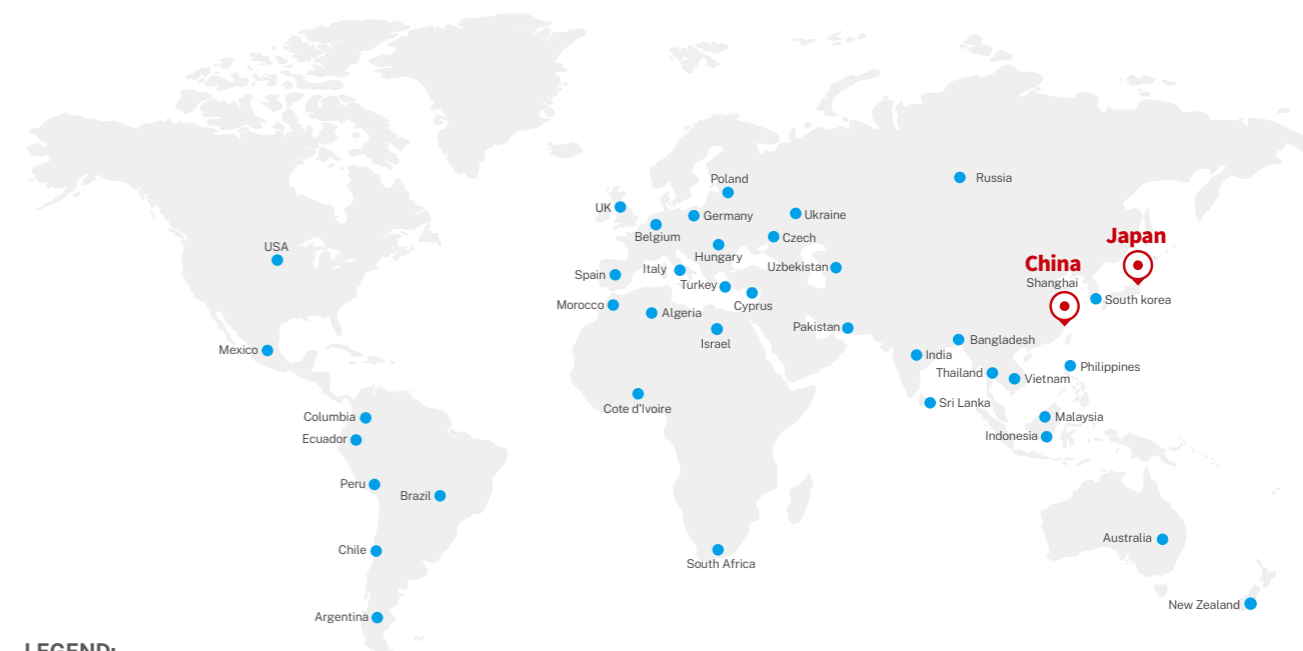 Poland
Russia
UK
Germany
Ukraine
Belgium
Czech
Japan
USA
Hungary
China
Italy
Uzbekistan
Spain
Shanghai
Turkey
South korea
Morocco
Cyprus
Algeria
Pakistan
Israel
Bangladesh
Mexico
India
Philippines
Thailand
Vietnam
Cote d'Ivoire
Sri Lanka
Columbia
Malaysia
Ecuador
Indonesia
Peru
Brazil
Australia
Chile
South Africa
New Zealand
Argentina
LEGEND: